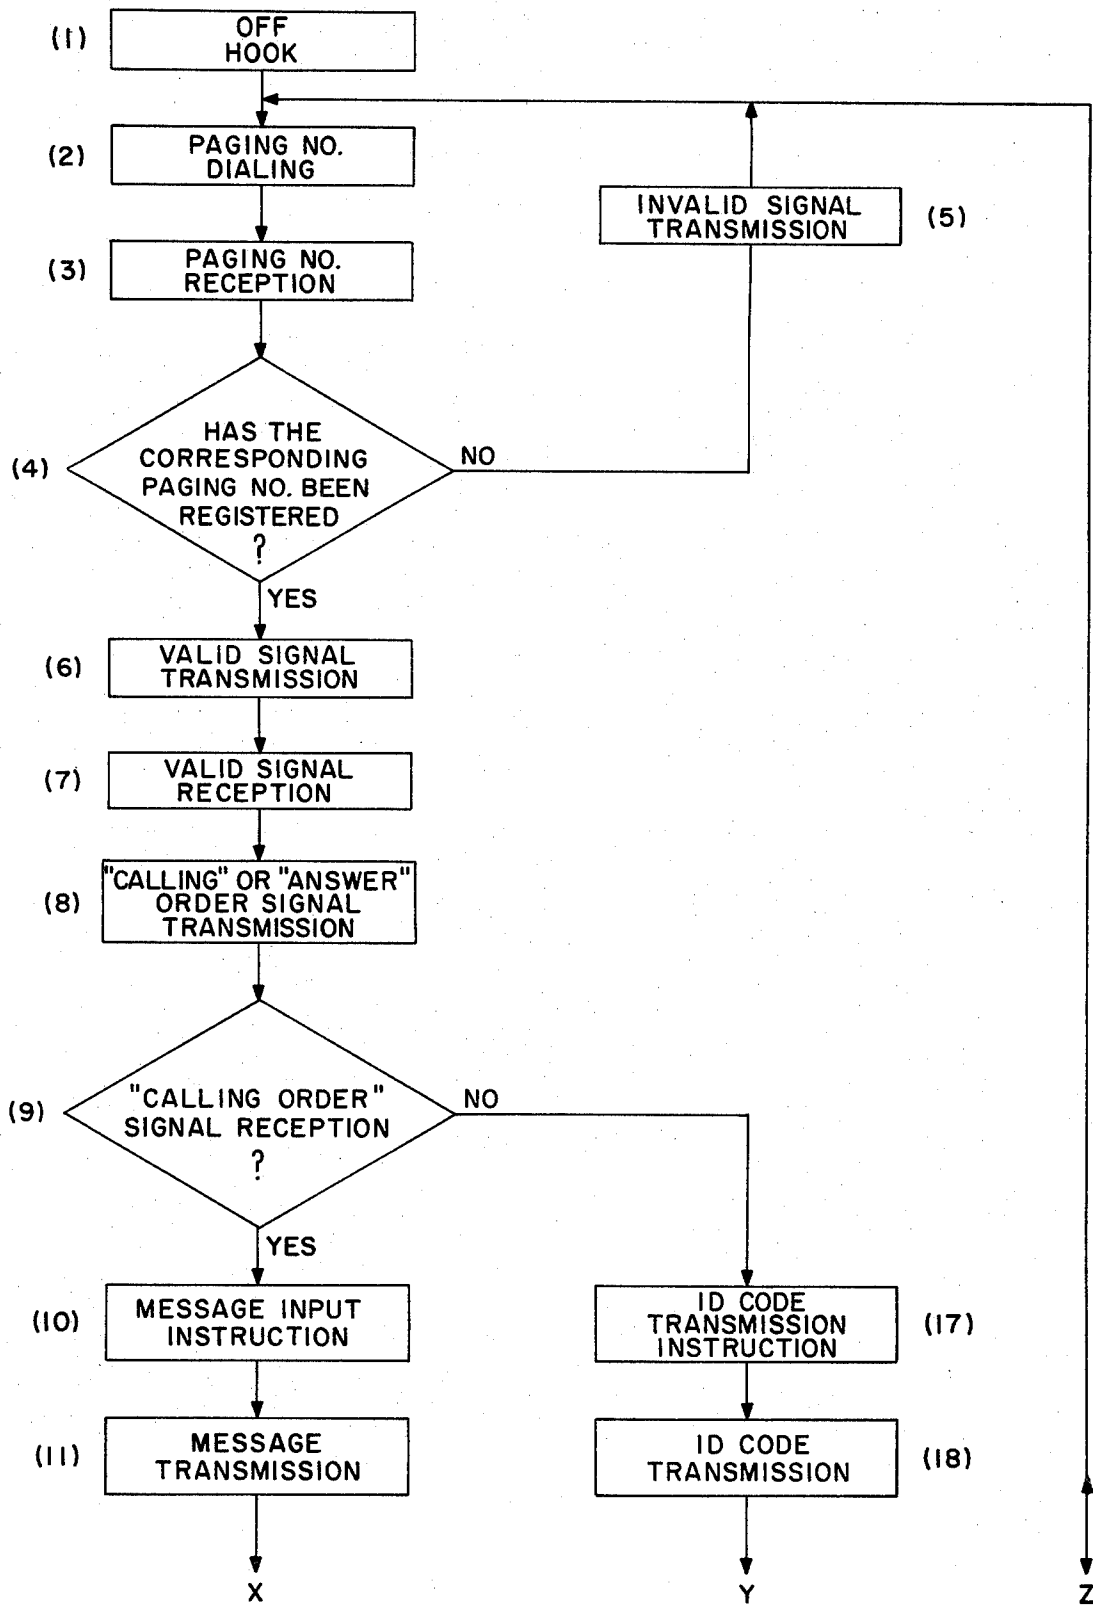 (1)
OFF
HOOK
(2)
PAGING NO.
DIALING
INVALID SIGNAL
TRANSMISSION
(5)
(3)
PAGING NO.
RECEPTION
(4)
HAS THE
CORRESPONDING
PAGING NO. BEEN
REGISTERED
?
NO
YES
(6)
VALID SIGNAL
TRANSMISSION
(7)
VALID SIGNAL
RECEPTION
(8)
"CALLING" OR "ANSWER"
ORDER SIGNAL
TRANSMISSION
(9)
"CALLING ORDER"
SIGNAL RECEPTION
?
NO
YES
(10)
MESSAGE INPUT
INSTRUCTION
ID CODE
TRANSMISSION
INSTRUCTION
(17)
(11)
MESSAGE
TRANSMISSION
ID CODE
TRANSMISSION
(18)
X
Y
Z